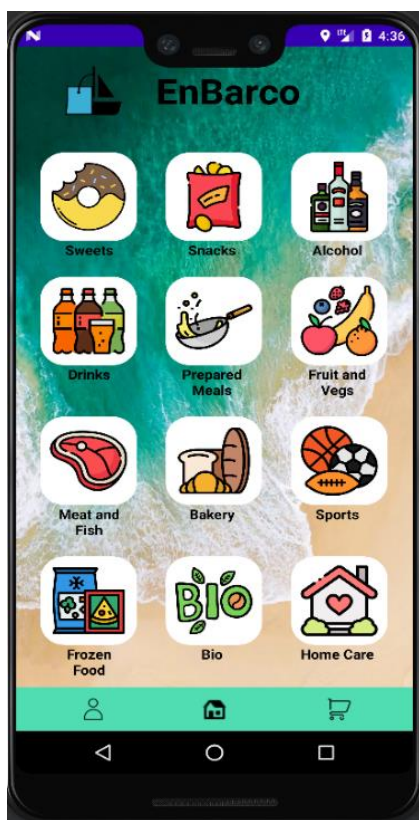 LTE 4:36
EnBarco
Sweets
Snacks
Alcohol
Drinks
Prepared
Meals
Fruit and
Vegs
Meat and
Fish
Bakery
Sports
Frozen
Food
BIO
Bio
Home Care